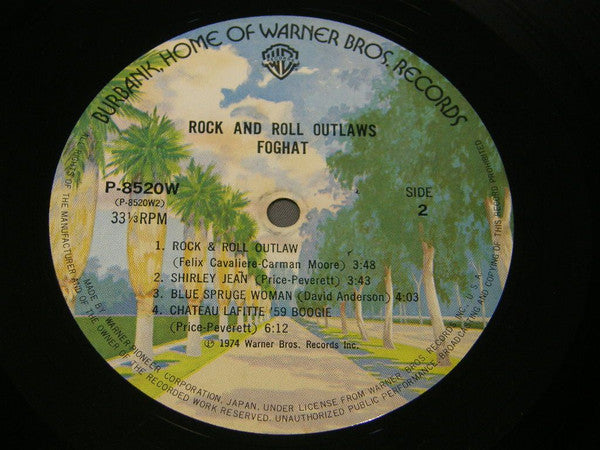 BURBANK, HOME OF WARNER BROS. RECORDS
ROCK AND ROLL OUTLAWS
FOGHAT
P-8520W
(P-8520W2)
33⅓RPM
SIDE
2
1. ROCK & ROLL OUTLAW
(Felix Cavaliere-Carman Moore) 3:48
2. SHIRLEY JEAN (Price-Peverett) 3:43
3. BLUE SPRUCE WOMAN (David Anderson) 4:03
4. CHATEAU LAFITTE '59 BOOGIE
(Price-Peverett) 6:12
Ⓟ 1974 Warner Bros. Records Inc.
MADE BY WARNER-PIONEER CORPORATION, JAPAN, UNDER LICENSE FROM WARNER BROS. RECORDS INC. U.S.A.
OF THE MANUFACTURER AND OF THE OWNER OF THE RECORDED WORK RESERVED. UNAUTHORIZED PUBLIC PERFORMANCE, BROADCASTING AND COPYING OF THIS RECORD PROHIBITED